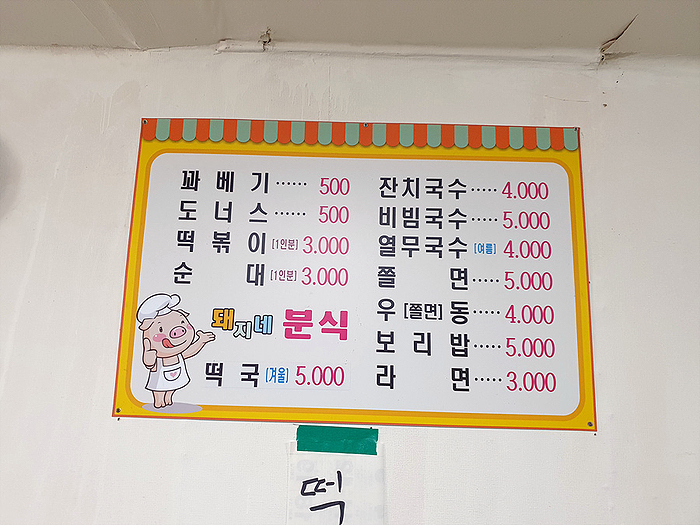 꽈베기······ 500
도너스······ 500
떡볶이[1인분] 3.000
순대[1인분] 3.000
돼지네 분식
떡국[겨울] 5.000
잔치국수····· 4.000
비빔국수····· 5.000
열무국수[여름] 4.000
쫄면····· 5.000
우[쫄면]동····· 4.000
보리밥····· 5.000
라면····· 3.000
떡